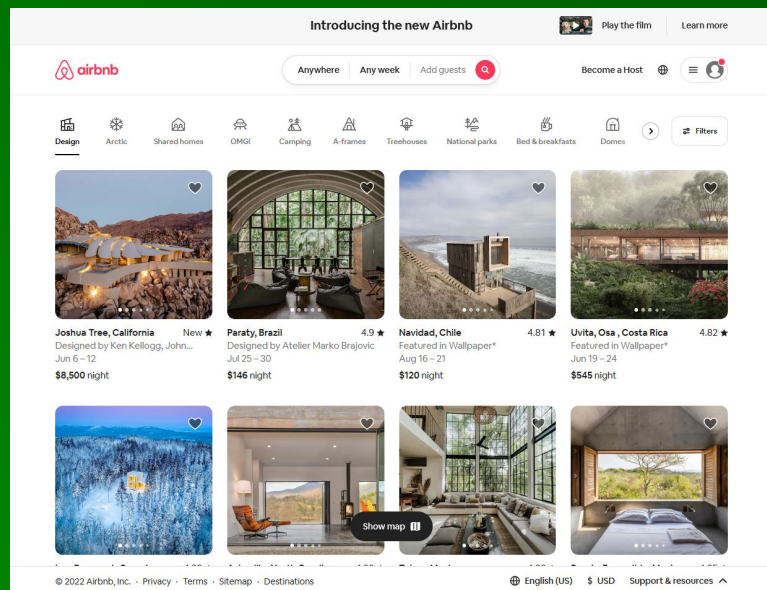 Introducing the new Airbnb
Play the film
Learn more
airbnb
Anywhere
Any week
Add guests
Become a Host
Design
Arctic
Shared homes
OMG!
Camping
A-frames
Treehouses
National parks
Bed & breakfasts
Domes
Filters
Joshua Tree, California New ★
Designed by Ken Kellogg, John...
Jun 6 – 12
$8,500 night
Paraty, Brazil 4.9 ★
Designed by Atelier Marko Brajovic
Jul 25 – 30
$146 night
Navidad, Chile 4.81 ★
Featured in Wallpaper*
Aug 16 – 21
$120 night
Uvita, Osa , Costa Rica 4.82 ★
Featured in Wallpaper*
Jun 19 – 24
$545 night
Show map
© 2022 Airbnb, Inc. · Privacy · Terms · Sitemap · Destinations
English (US)
$ USD
Support & resources